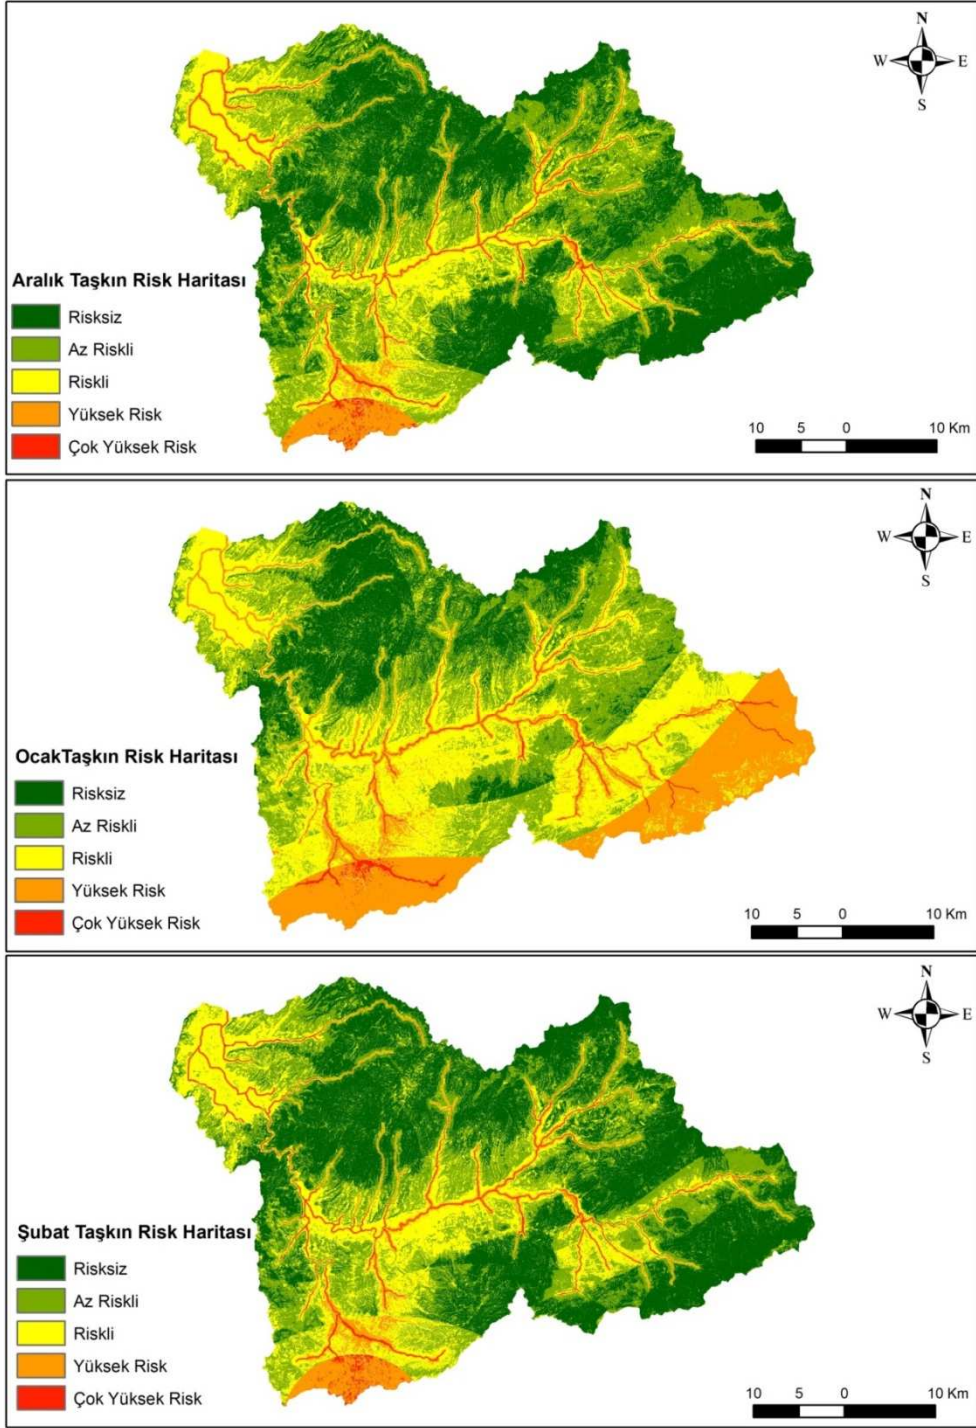 N
W E
S
Aralık Taşkın Risk Haritası
Risksiz
Az Riskli
Riskli
Yüksek Risk
Çok Yüksek Risk
10 5 0 10 Km
N
W E
S
OcakTaşkın Risk Haritası
Risksiz
Az Riskli
Riskli
Yüksek Risk
Çok Yüksek Risk
10 5 0 10 Km
N
W E
S
Şubat Taşkın Risk Haritası
Risksiz
Az Riskli
Riskli
Yüksek Risk
Çok Yüksek Risk
10 5 0 10 Km